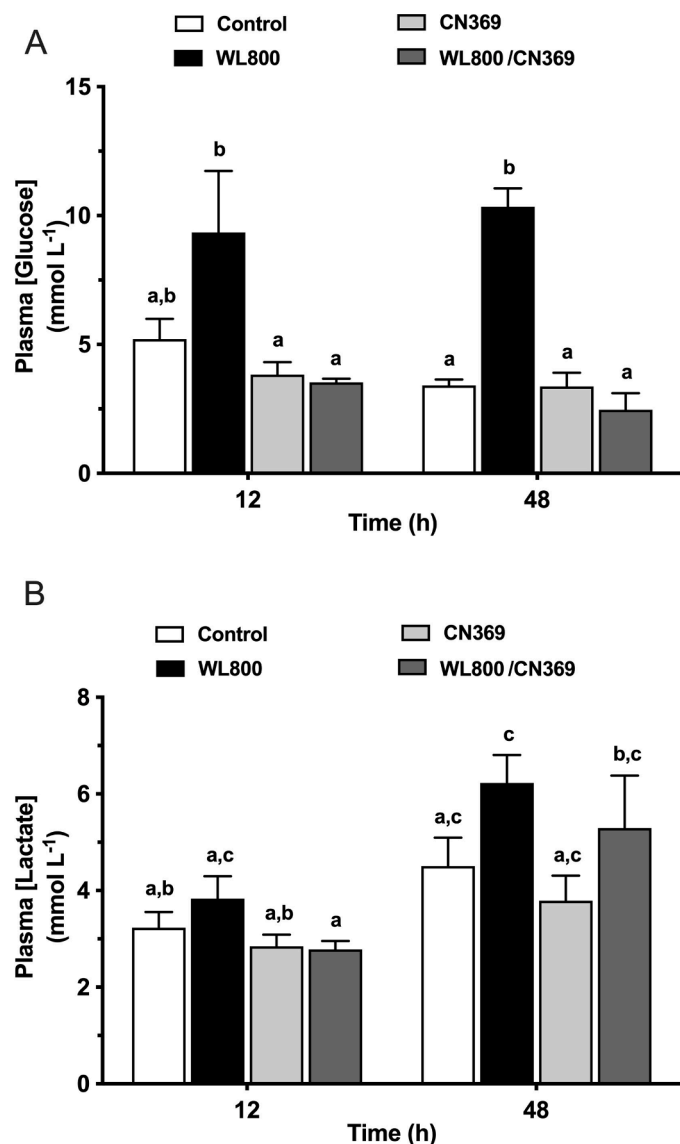 A
Control
CN369
WL800
WL800/CN369
Plasma [Glucose]
(mmol L⁻¹)
15
10
5
0
a,b
b
a
a
a
b
a
a
12
48
Time (h)
B
Control
CN369
WL800
WL800/CN369
Plasma [Lactate]
(mmol L⁻¹)
8
6
4
2
0
a,b
a,c
a,b
a
a,c
c
a,c
b,c
12
48
Time (h)